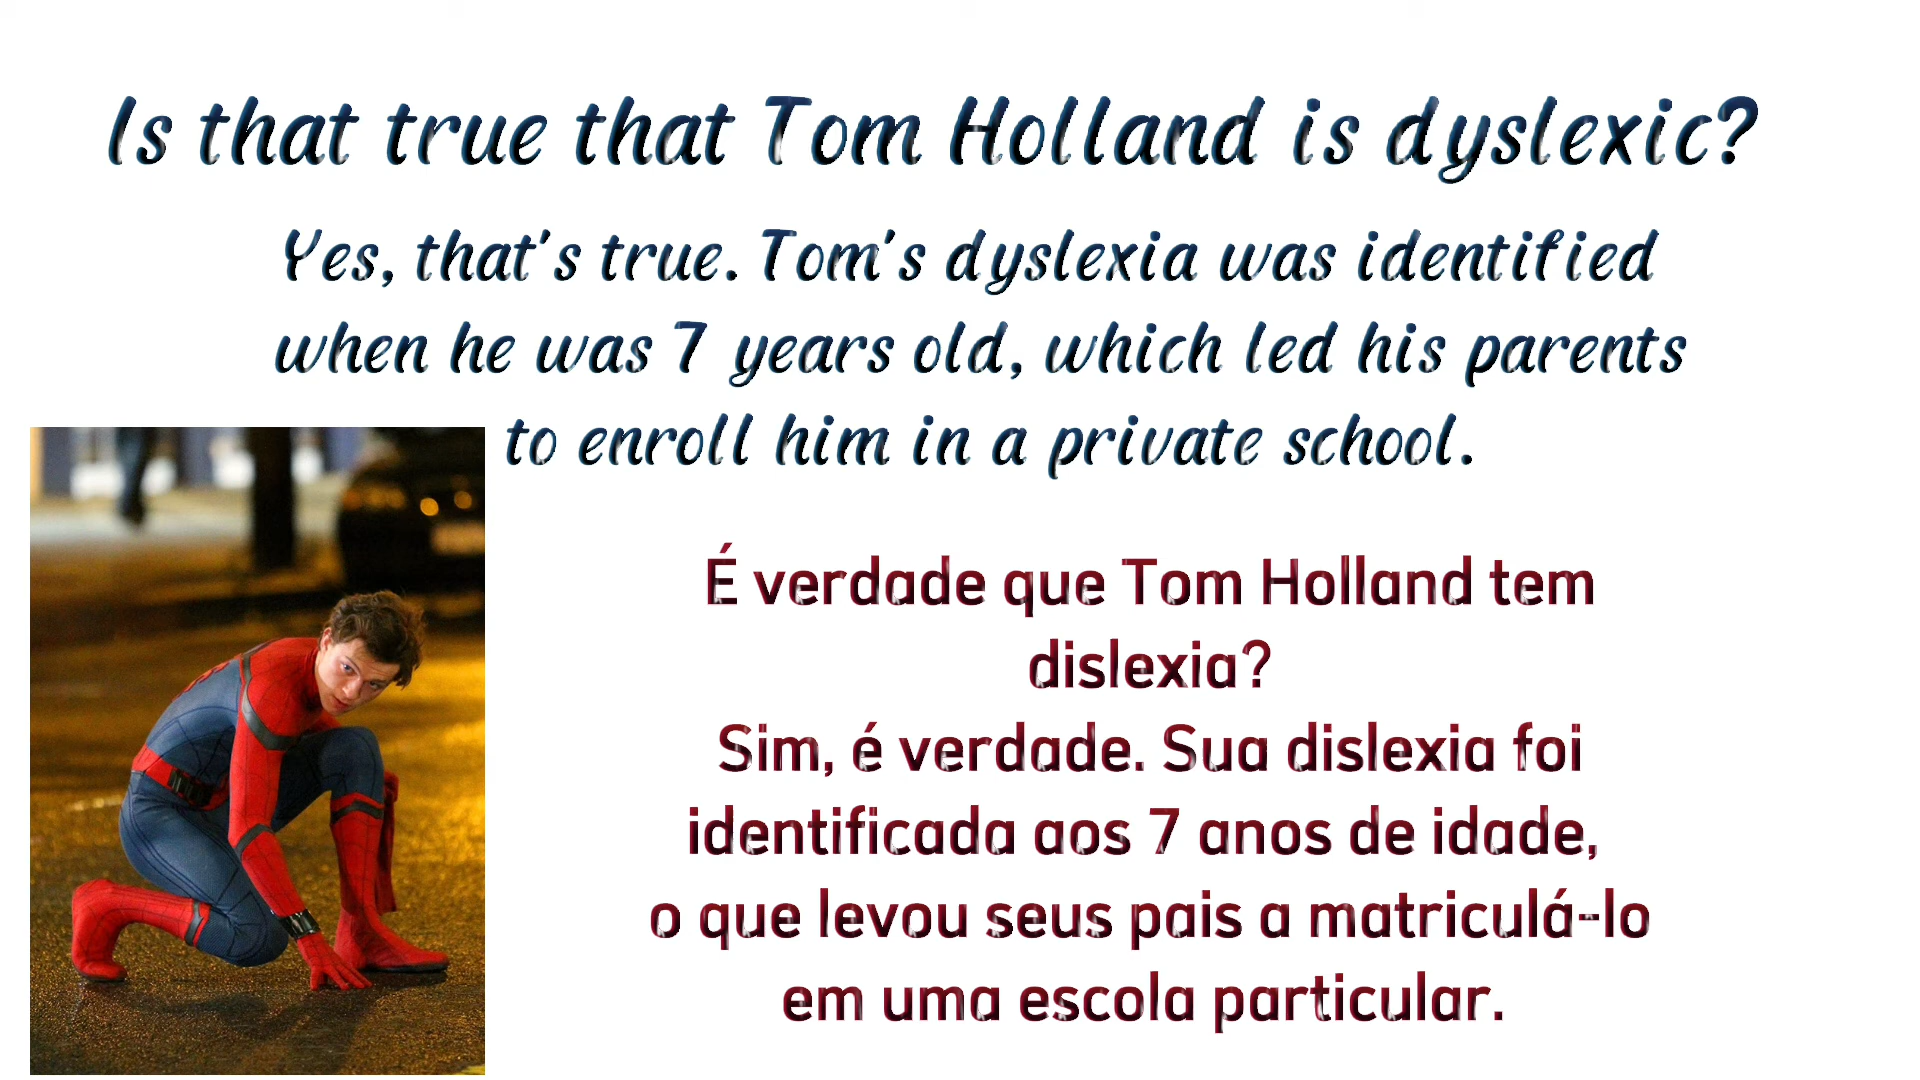 Is that true that Tom Holland is dyslexic?
Yes, that's true. Tom's dyslexia was identified
when he was 7 years old, which led his parents
to enroll him in a private school.
É verdade que Tom Holland tem
dislexia?
Sim, é verdade. Sua dislexia foi
identificada aos 7 anos de idade,
o que levou seus pais a matriculá-lo
em uma escola particular.